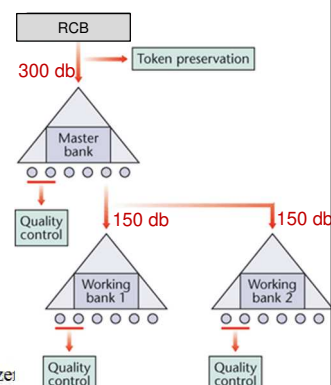 RCB
Token preservation
300 db
Master
bank
Quality
control
150 db
150 db
Working
bank 1
Working
bank 2
Quality
control
Quality
control